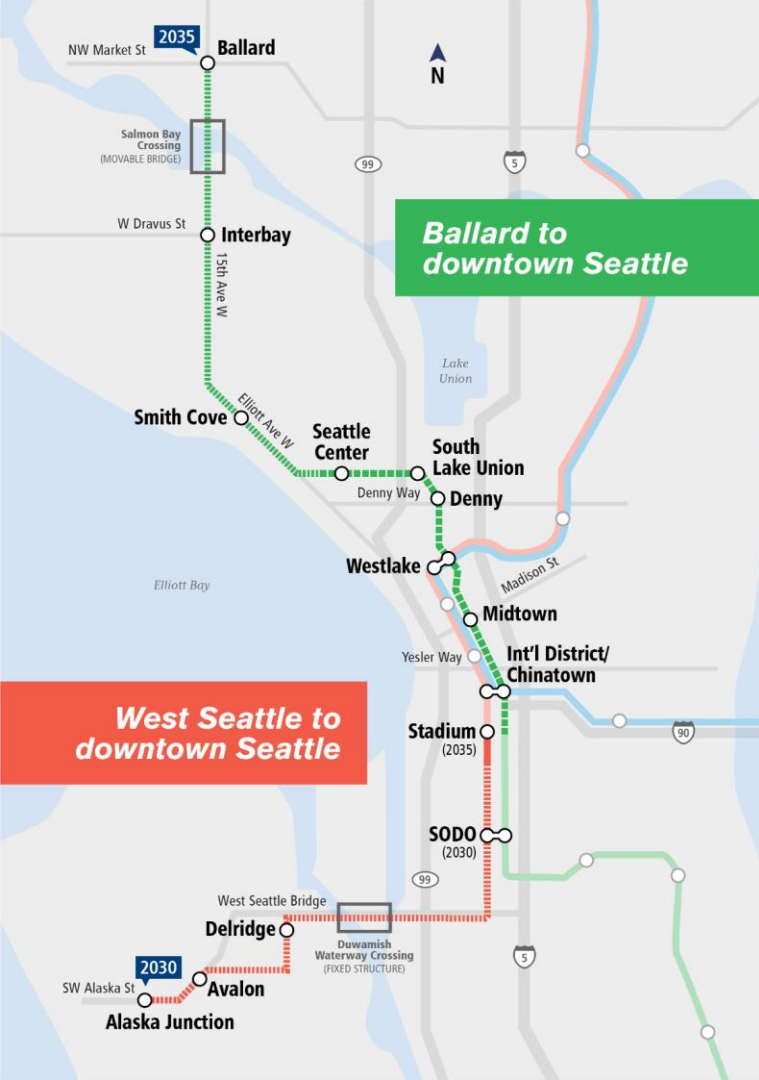 2035
Ballard
NW Market St
N
Salmon Bay
Crossing
(MOVABLE BRIDGE)
99
5
W Dravus St
Interbay
15th Ave W
Ballard to
downtown Seattle
Lake
Union
Smith Cove
Elliott Ave W
Seattle
Center
South
Lake Union
Denny Way
Denny
Westlake
Madison St
Elliott Bay
Midtown
Yesler Way
Int'l District/
Chinatown
West Seattle to
downtown Seattle
Stadium
(2035)
90
SODO
(2030)
99
West Seattle Bridge
Delridge
Duwamish
Waterway Crossing
(FIXED STRUCTURE)
5
2030
SW Alaska St
Avalon
Alaska Junction